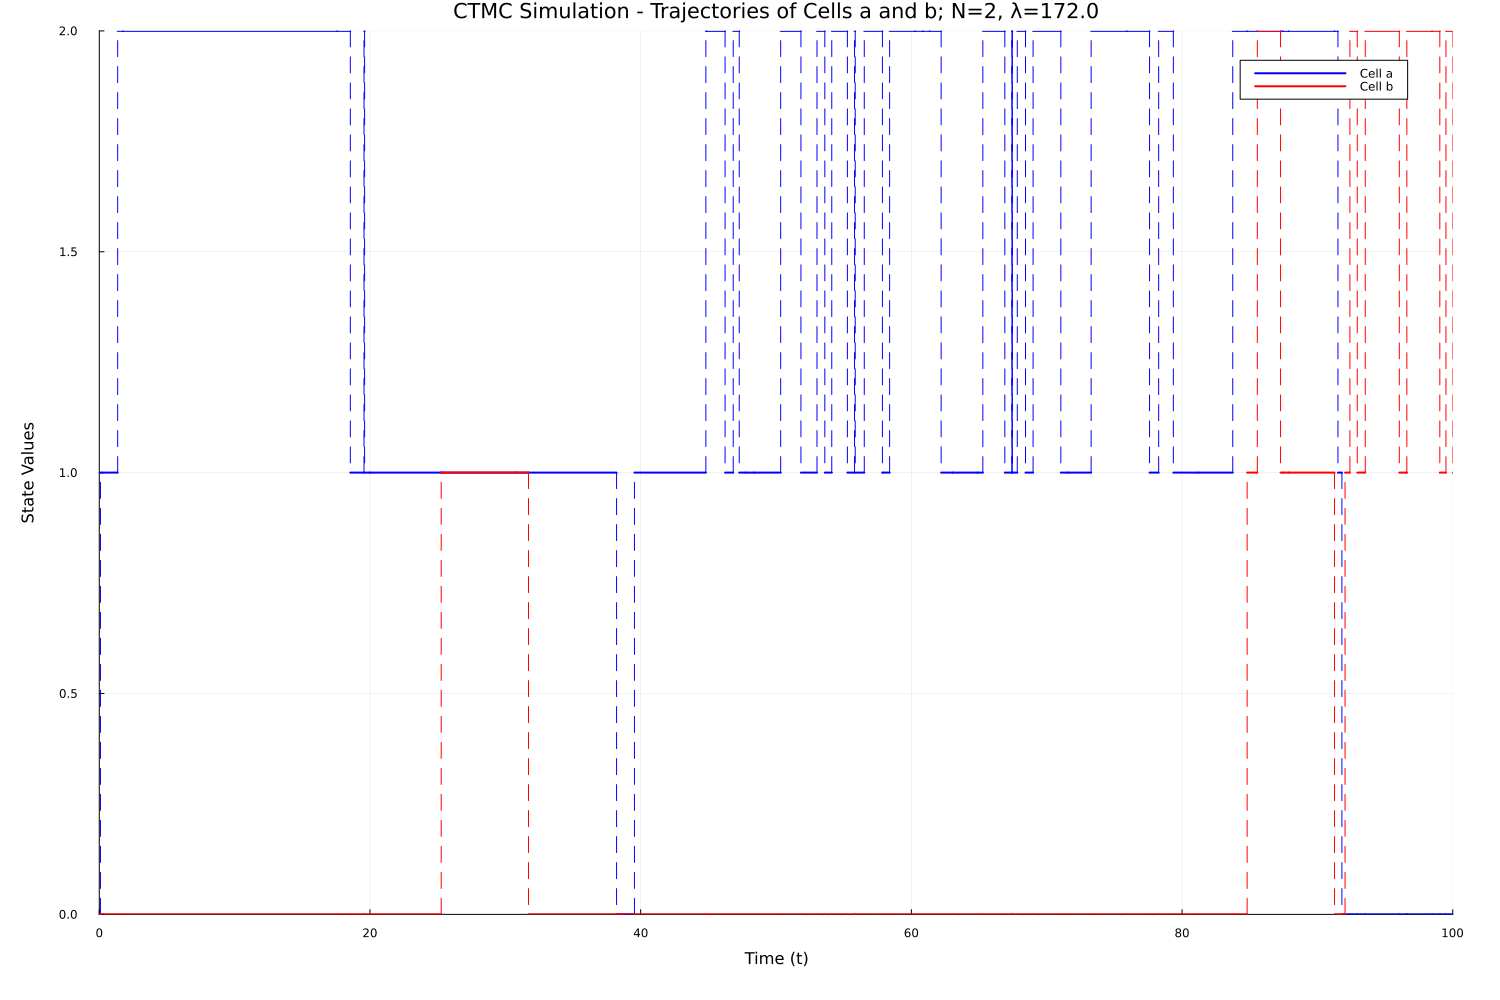 CTMC Simulation - Trajectories of Cells a and b; N=2, λ=172.0
2.0
Cell a
Cell b
1.5
1.0
State Values
0.5
0.0
0 20 40 60 80 100
Time (t)